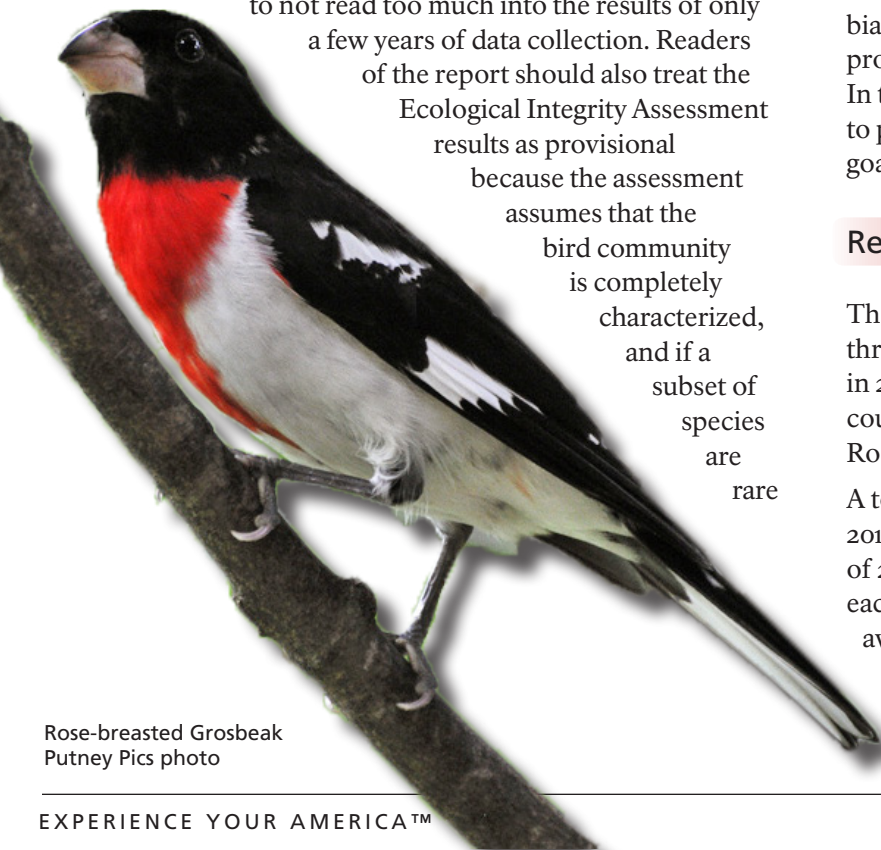 to not read too much into the results of only
a few years of data collection. Readers
of the report should also treat the
Ecological Integrity Assessment
results as provisional
because the assessment
assumes that the
bird community
is completely
characterized,
and if a
subset of
species
are
rare
In
to
Rose-breasted Grosbeak
Putney Pics photo
EXPERIENCE YOUR AMERICA™